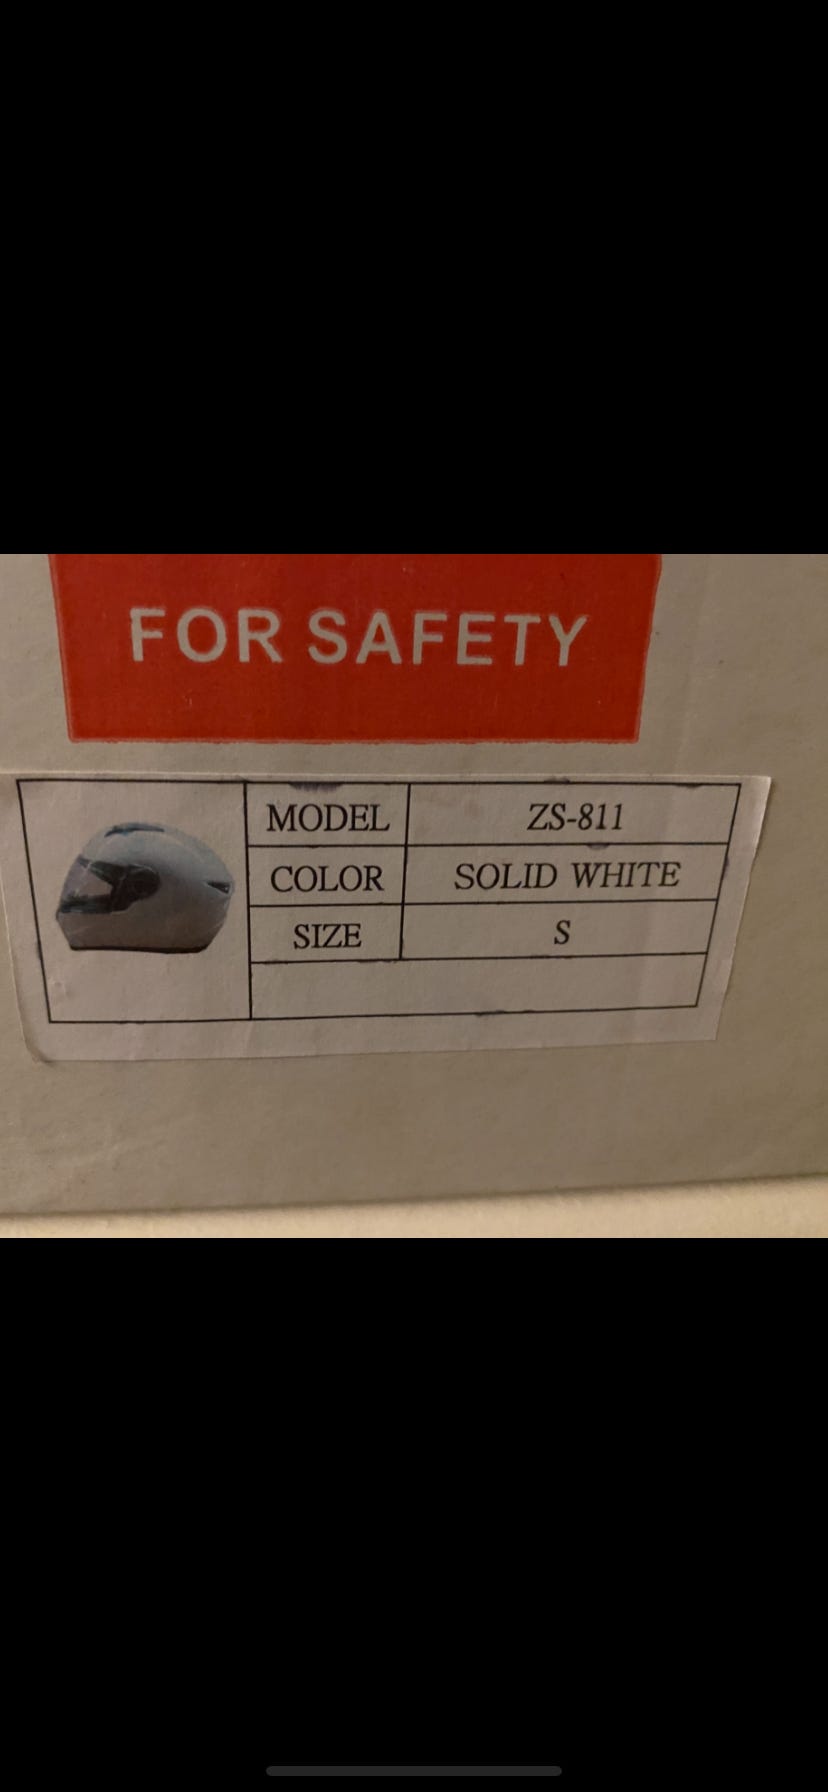 FOR SAFETY
MODEL ZS-811
COLOR SOLID WHITE
SIZE S